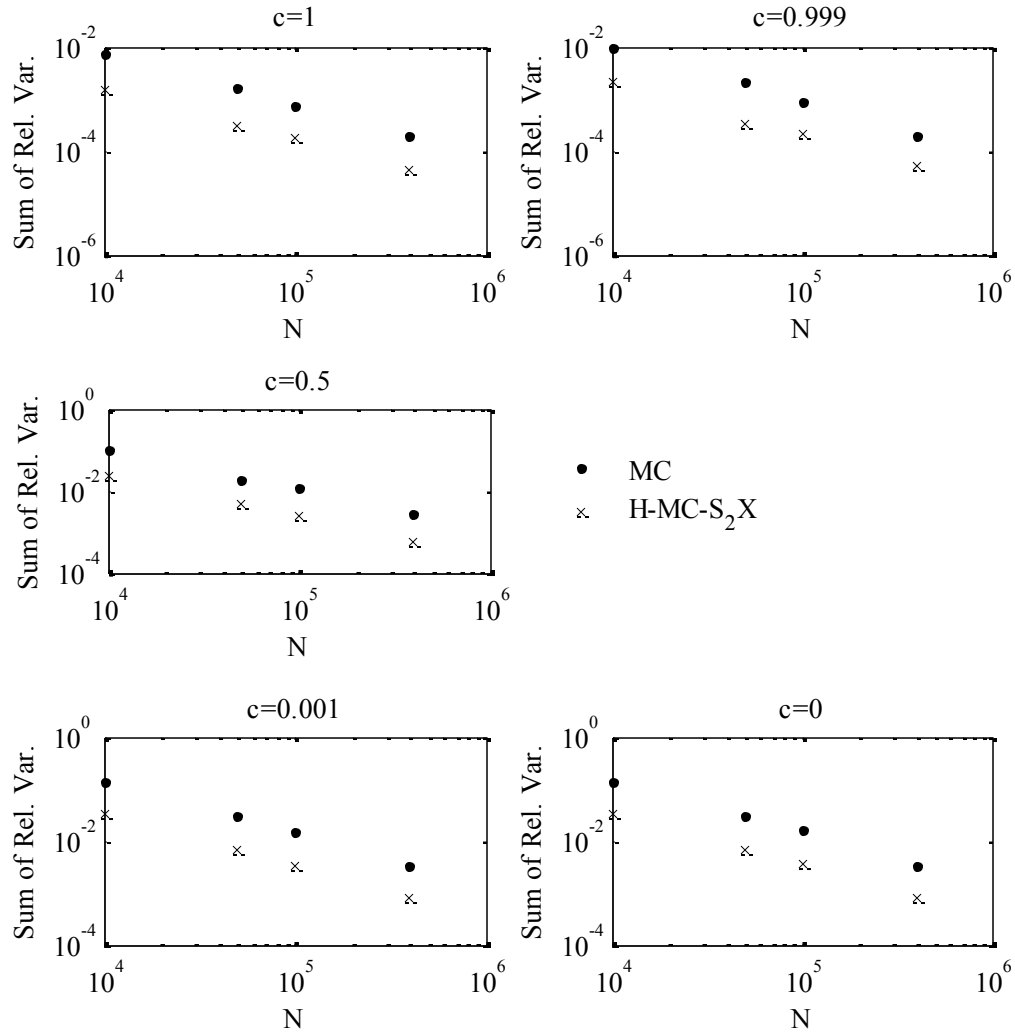 c=1
Sum of Rel. Var.
10^-2
10^-4
10^-6
10^4 10^5 10^6
N
c=0.999
Sum of Rel. Var.
10^-2
10^-4
10^-6
10^4 10^5 10^6
N
c=0.5
Sum of Rel. Var.
10^0
10^-2
10^-4
10^4 10^5 10^6
N
MC
H-MC-S_2X
c=0.001
Sum of Rel. Var.
10^0
10^-2
10^-4
10^4 10^5 10^6
N
c=0
Sum of Rel. Var.
10^0
10^-2
10^-4
10^4 10^5 10^6
N